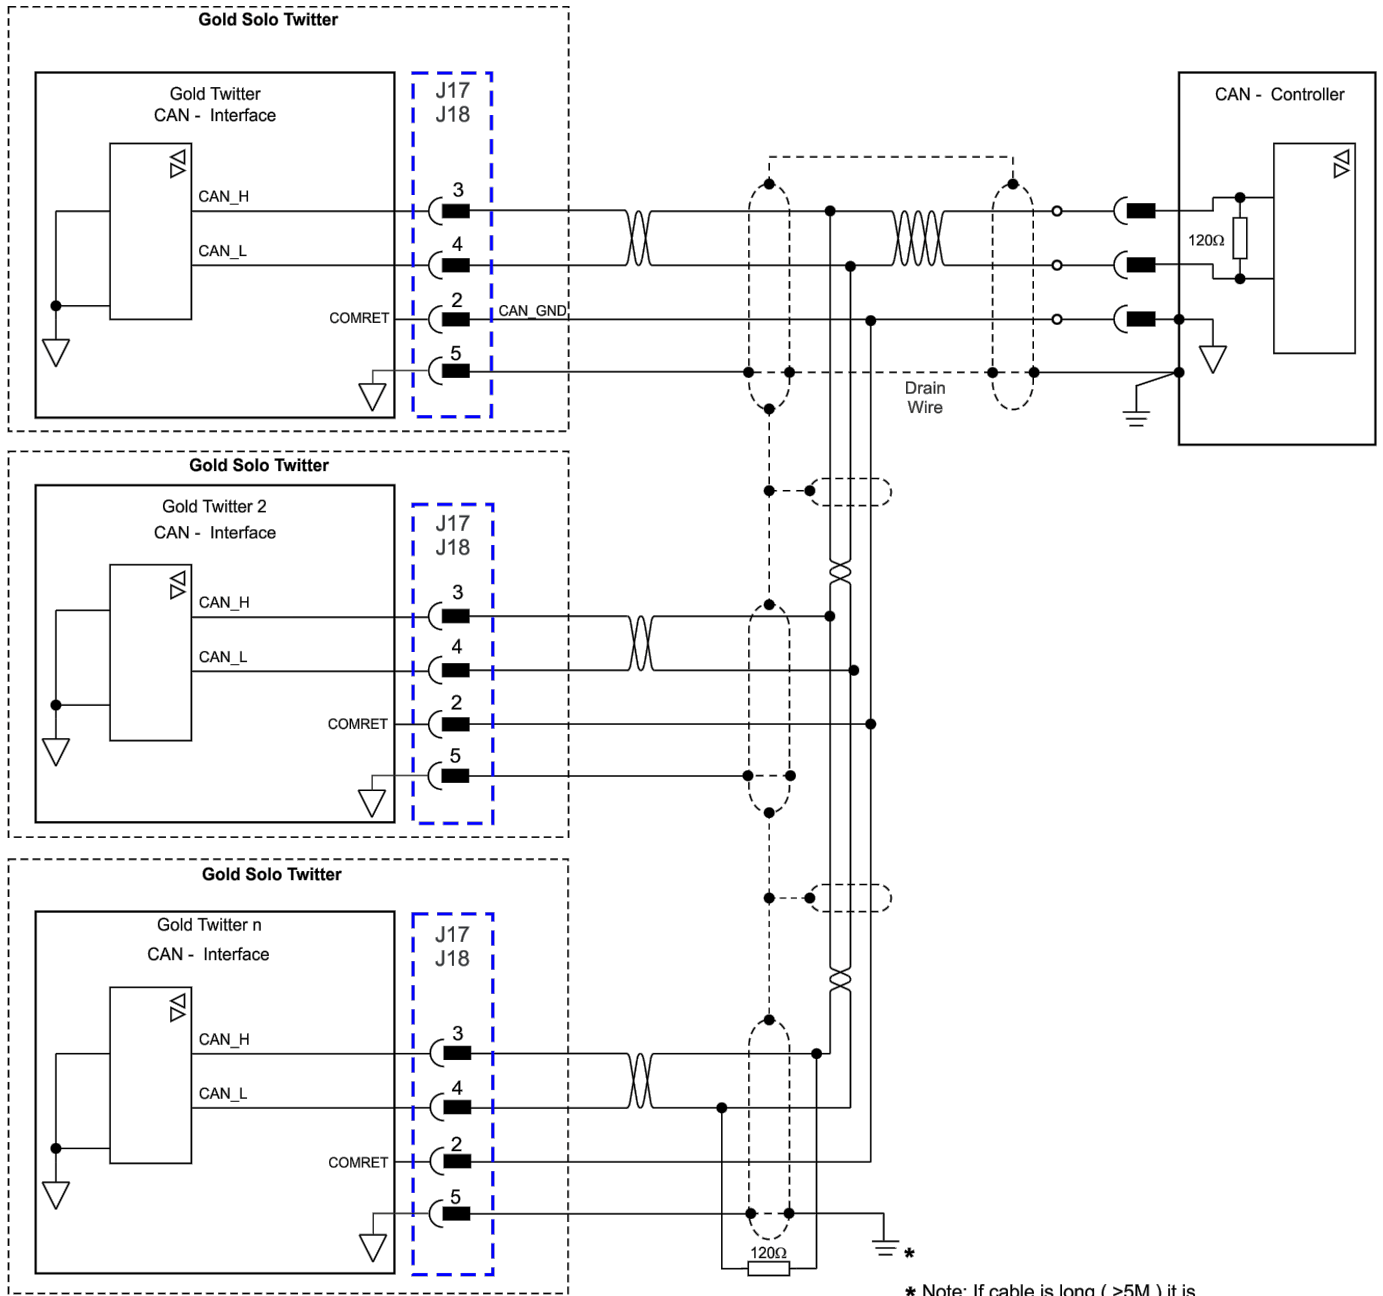 Gold Solo Twitter
Gold Twitter
CAN - Interface
J17
J18
CAN - Controller
CAN_H
3
CAN_L
4
120Ω
COMRET
2
CAN_GND
5
Drain
Wire
Gold Solo Twitter
Gold Twitter 2
CAN - Interface
J17
J18
CAN_H
3
CAN_L
4
COMRET
2
5
Gold Solo Twitter
Gold Twitter n
CAN - Interface
J17
J18
CAN_H
3
CAN_L
4
COMRET
2
5
120Ω
*
* Note: If cable is long ( >5M ) it is